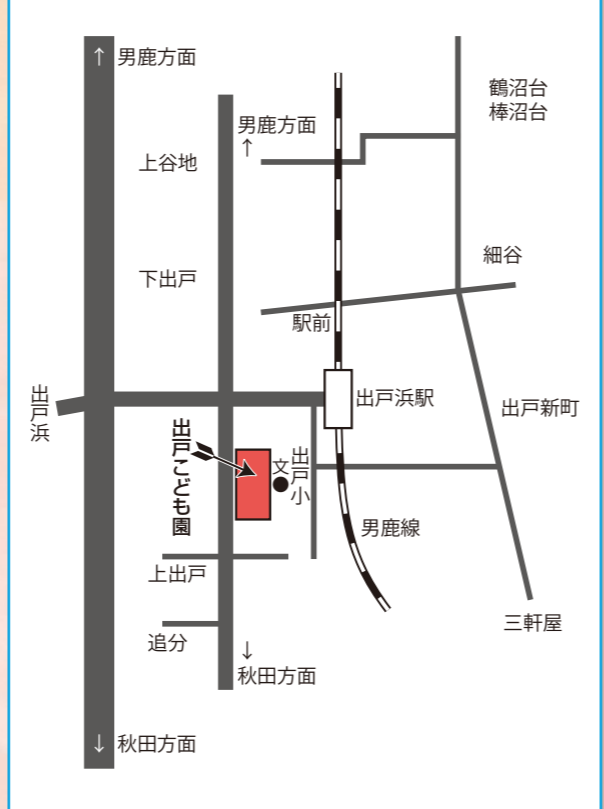 ↑ 男鹿方面
鶴沼台
棒沼台
男鹿方面
↑
上谷地
細谷
下出戸
駅前
出戸浜
出戸浜駅
出戸新町
出戸こども園
文
出戸小
男鹿線
上出戸
三軒屋
追分
↓
秋田方面
↓ 秋田方面